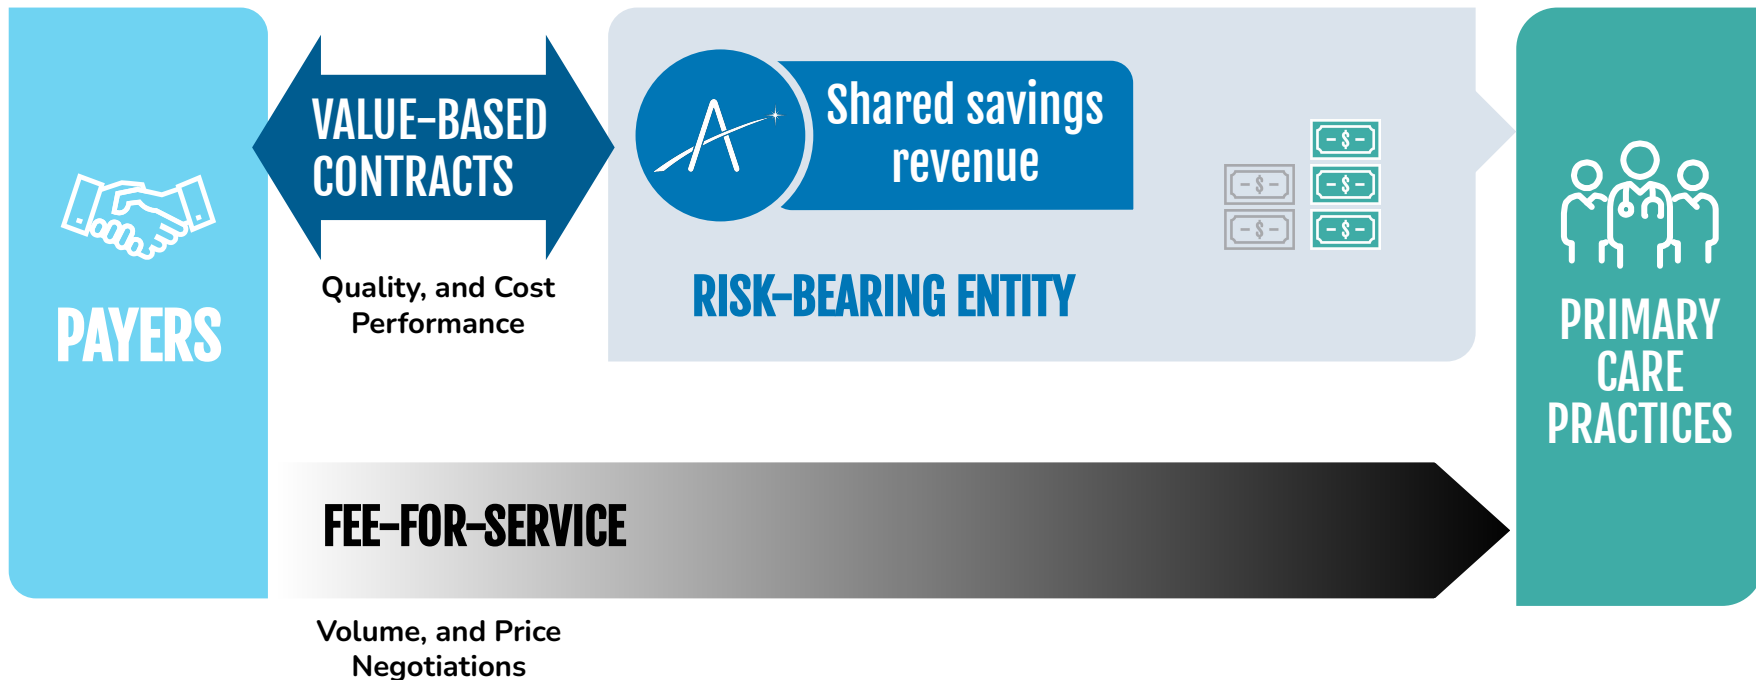 PAYERS
VALUE-BASED
CONTRACTS
Quality, and Cost
Performance
Shared savings
revenue
RISK-BEARING ENTITY
-$-
-$-
-$-
-$-
-$-
PRIMARY
CARE
PRACTICES
FEE-FOR-SERVICE
Volume, and Price
Negotiations